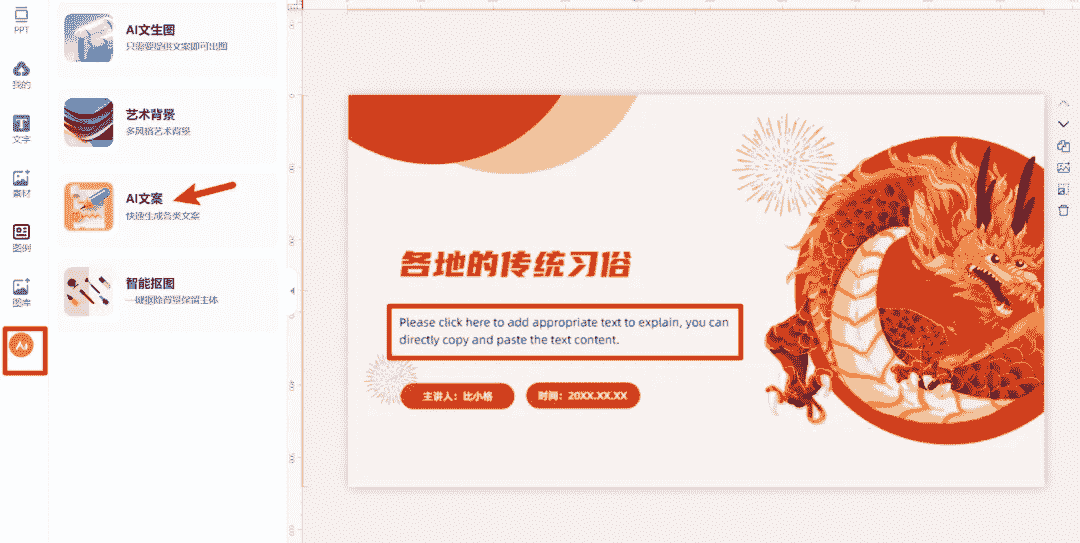 PPT
我的
文字
素材
图例
图库
Ai
AI文生图
只需要提供文案即可出图
艺术背景
多风格艺术背景
AI文案
快速生成各类文案
智能抠图
一键抠除背景保留主体
各地的传统习俗
Please click here to add appropriate text to explain, you can
directly copy and paste the text content.
主讲人：比小格
时间：20XX.XX.XX